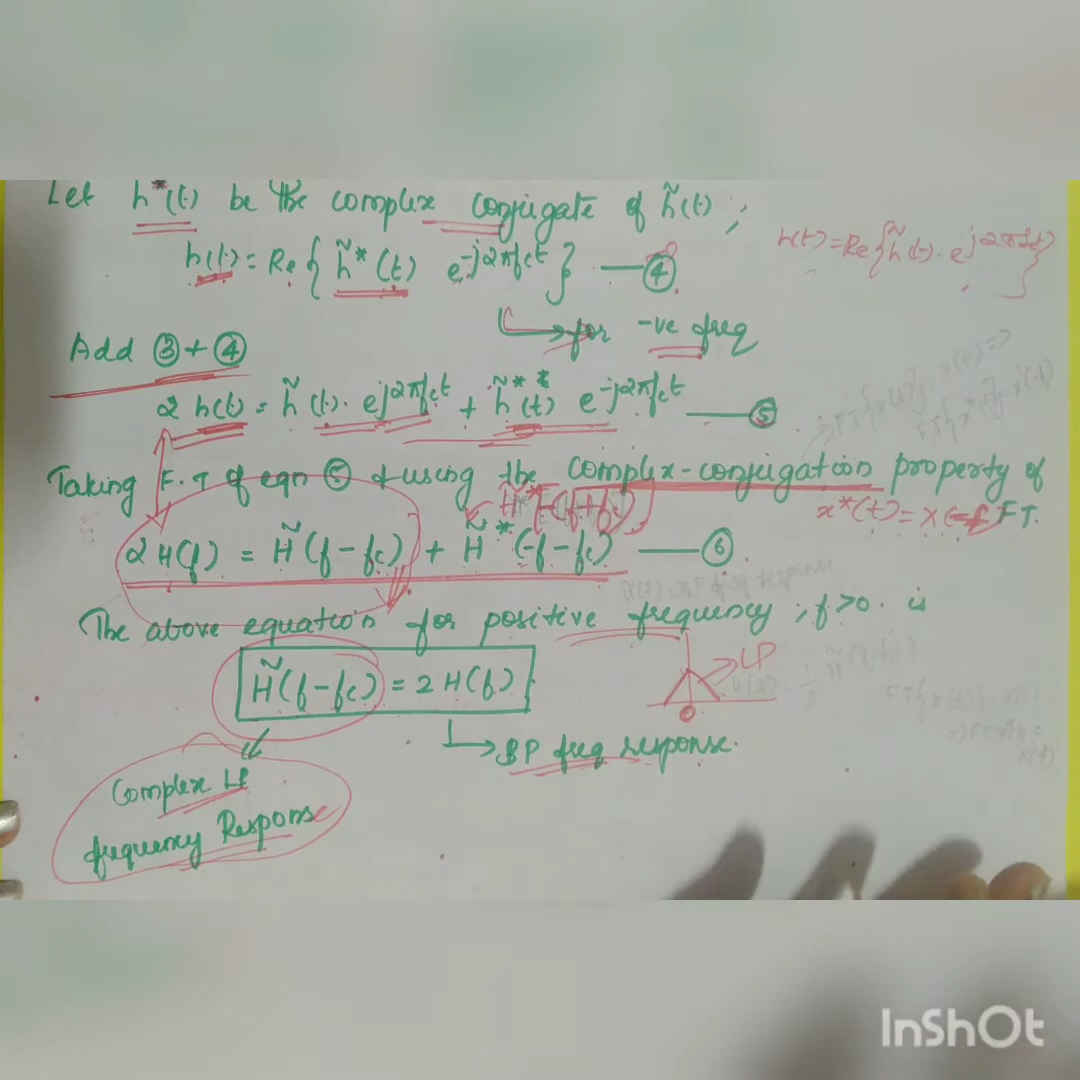 Let h*(t) be the complex conjugate of h̃(t) ;
h(t) = Re{ h̃*(t) e^-j2πfct } —④
h(t) = Re{ h̃(t). e^j2πfct }
↳ for -ve freq
Add ③ + ④
2 h(t) = h̃(t). e^j2πfct + h̃*(t) e^-j2πfct —⑤
Taking F.T of eqn ⑤ & using the complex-conjugation property of FT.
x*(t) = X(-f
H*[-(f+fc)]
2 H(f) = H̃(f-fc) + H̃*(-f-fc) —⑥
The above equation for positive frequency, f>0. is
H̃(f-fc) = 2 H(f)
LP
0
↳ BP freq response.
Complex LP
frequency Response
InShOt